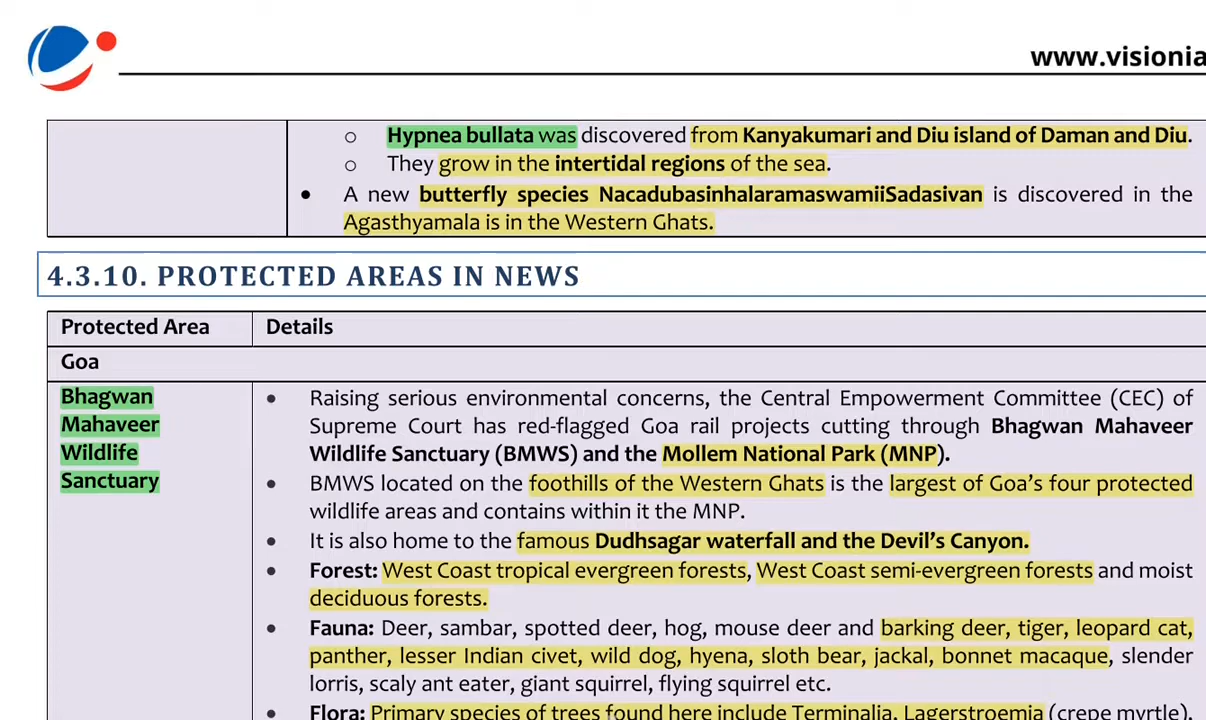 www.visionia
o Hypnea bullata was discovered from Kanyakumari and Diu island of Daman and Diu.
o They grow in the intertidal regions of the sea.
• A new butterfly species NacadubasinhalaramaswamiiSadasivan is discovered in the
Agasthyamala is in the Western Ghats.
4.3.10. PROTECTED AREAS IN NEWS
Protected Area Details
Goa
Bhagwan
Mahaveer
Wildlife
Sanctuary
• Raising serious environmental concerns, the Central Empowerment Committee (CEC) of
Supreme Court has red-flagged Goa rail projects cutting through Bhagwan Mahaveer
Wildlife Sanctuary (BMWS) and the Mollem National Park (MNP).
• BMWS located on the foothills of the Western Ghats is the largest of Goa's four protected
wildlife areas and contains within it the MNP.
• It is also home to the famous Dudhsagar waterfall and the Devil's Canyon.
• Forest: West Coast tropical evergreen forests, West Coast semi-evergreen forests and moist
deciduous forests.
• Fauna: Deer, sambar, spotted deer, hog, mouse deer and barking deer, tiger, leopard cat,
panther, lesser Indian civet, wild dog, hyena, sloth bear, jackal, bonnet macaque, slender
lorris, scaly ant eater, giant squirrel, flying squirrel etc.
• Flora: Primary species of trees found here include Terminalia, Lagerstroemia (crepe myrtle),